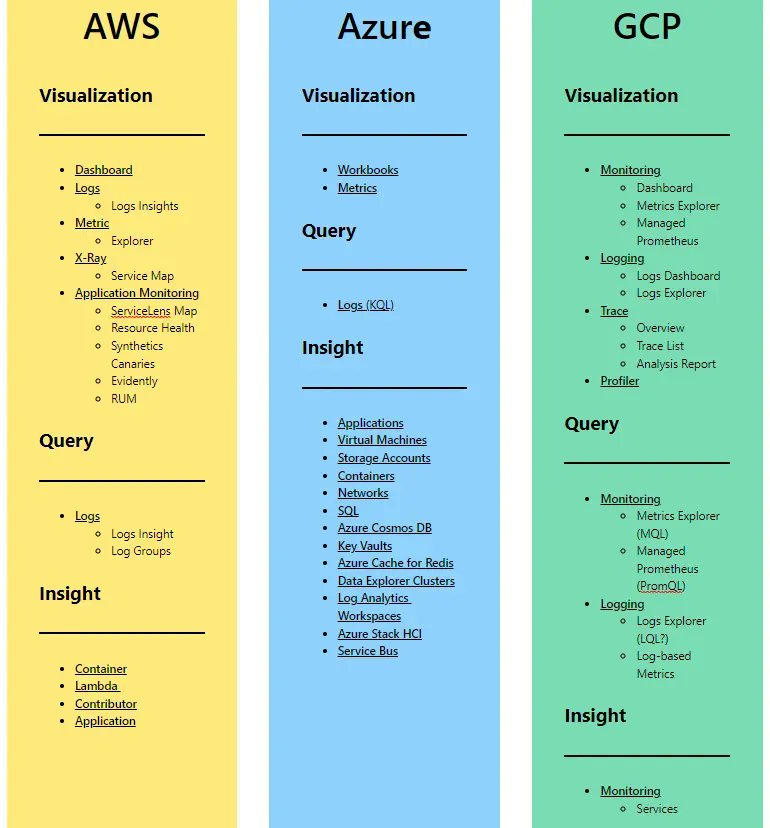 AWS
Visualization
Dashboard
Logs
Logs Insights
Metric
Explorer
X-Ray
Service Map
Application Monitoring
ServiceLens Map
Resource Health
Synthetics
Canaries
Evidently
RUM
Query
Logs
Logs Insight
Log Groups
Insight
Container
Lambda
Contributor
Application
Azure
Visualization
Workbooks
Metrics
Query
Logs (KQL)
Insight
Applications
Virtual Machines
Storage Accounts
Containers
Networks
SQL
Azure Cosmos DB
Key Vaults
Azure Cache for Redis
Data Explorer Clusters
Log Analytics
Workspaces
Azure Stack HCI
Service Bus
GCP
Visualization
Monitoring
Dashboard
Metrics Explorer
Managed
Prometheus
Logging
Logs Dashboard
Logs Explorer
Trace
Overview
Trace List
Analysis Report
Profiler
Query
Monitoring
Metrics Explorer
(MQL)
Managed
Prometheus
(PromQL)
Logging
Logs Explorer
(LQL?)
Log-based
Metrics
Insight
Monitoring
Services